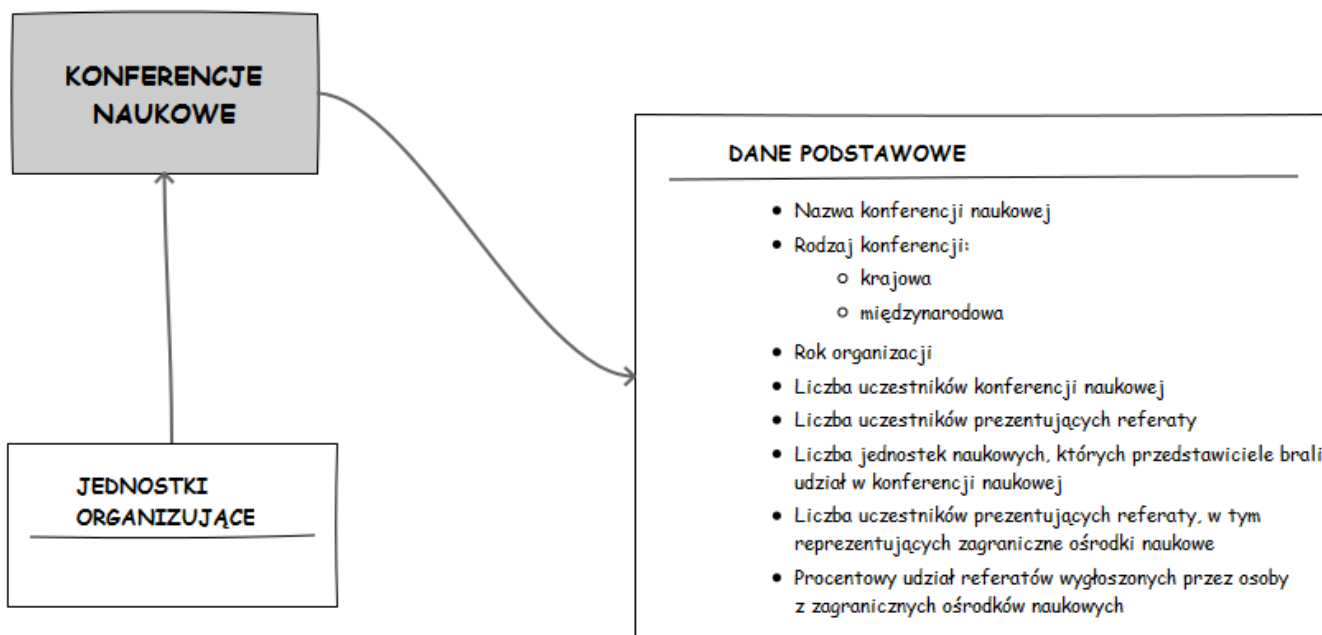 KONFERENCJE
NAUKOWE
DANE PODSTAWOWE
• Nazwa konferencji naukowej
• Rodzaj konferencji:
○ krajowa
○ międzynarodowa
• Rok organizacji
• Liczba uczestników konferencji naukowej
• Liczba uczestników prezentujących referaty
• Liczba jednostek naukowych, których przedstawiciele brali
udział w konferencji naukowej
• Liczba uczestników prezentujących referaty, w tym
reprezentujących zagraniczne ośrodki naukowe
• Procentowy udział referatów wygłoszonych przez osoby
z zagranicznych ośrodków naukowych
JEDNOSTKI
ORGANIZUJĄCE